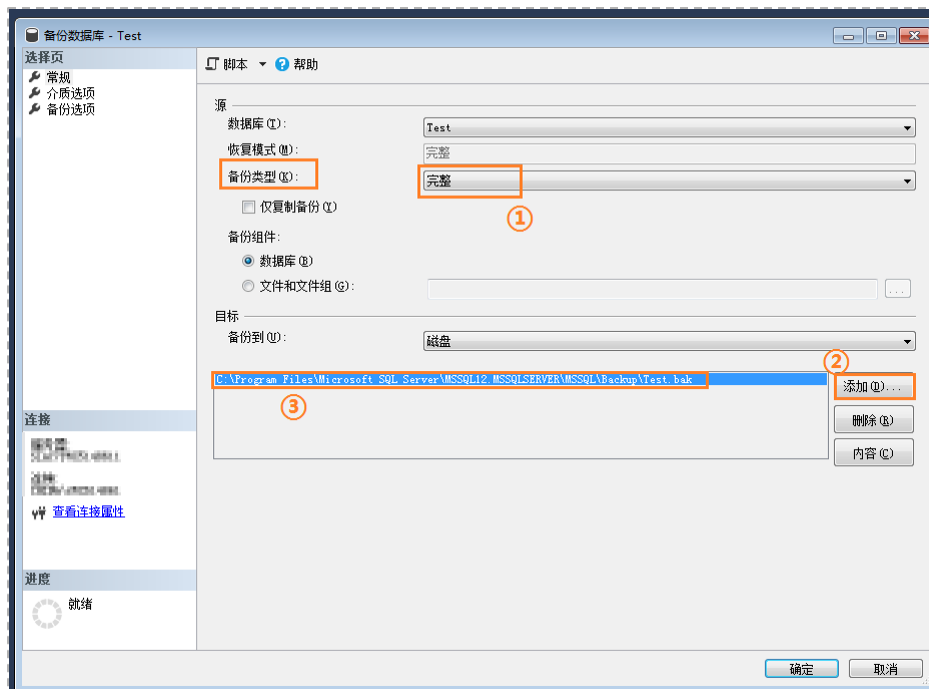 备份数据库 - Test
选择页
常规
介质选项
备份选项
脚本
帮助
源
数据库(T):
Test
恢复模式(M):
完整
备份类型(K):
完整
①
仅复制备份(Y)
备份组件:
数据库(B)
文件和文件组(G):
...
目标
备份到(U):
磁盘
②
C:\Program Files\Microsoft SQL Server\MSSQL12.MSSQLSERVER\MSSQL\Backup\Test.bak
添加(D)...
③
删除(R)
内容(C)
连接
查看连接属性
进度
就绪
确定
取消